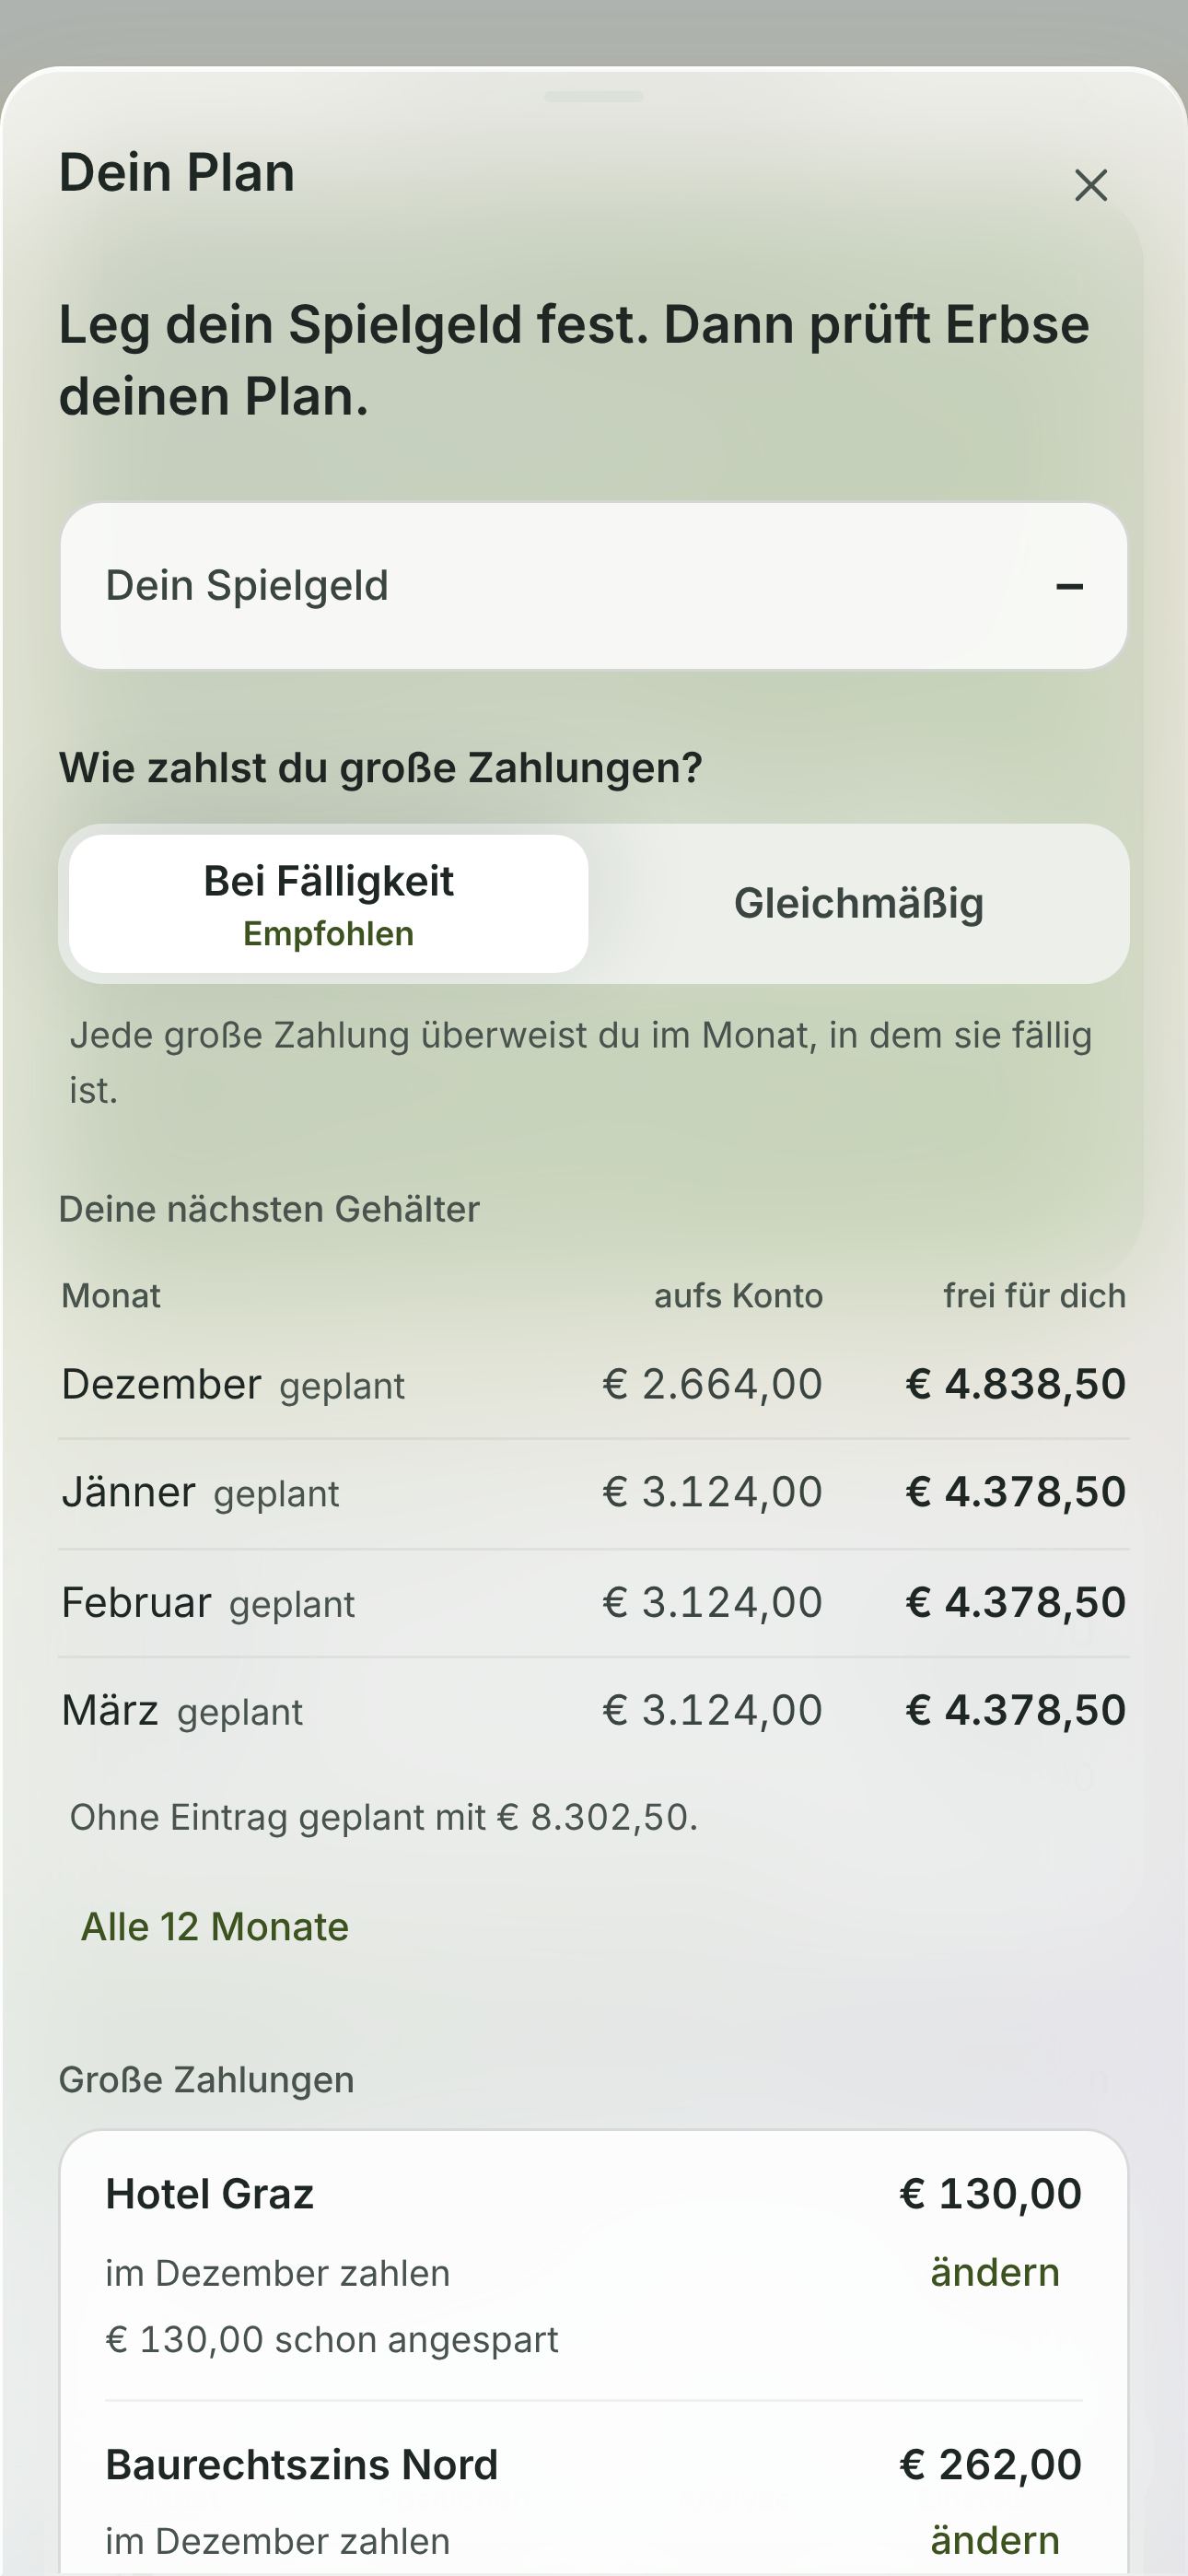 Dein Plan
Leg dein Spielgeld fest. Dann prüft Erbse
deinen Plan.
Dein Spielgeld –
Wie zahlst du große Zahlungen?
Bei Fälligkeit
Empfohlen
Gleichmäßig
Jede große Zahlung überweist du im Monat, in dem sie fällig
ist.
Deine nächsten Gehälter
Monat aufs Konto frei für dich
Dezember geplant € 2.664,00 € 4.838,50
Jänner geplant € 3.124,00 € 4.378,50
Februar geplant € 3.124,00 € 4.378,50
März geplant € 3.124,00 € 4.378,50
Ohne Eintrag geplant mit € 8.302,50.
Alle 12 Monate
Große Zahlungen
Hotel Graz € 130,00
im Dezember zahlen ändern
€ 130,00 schon angespart
Baurechtszins Nord € 262,00
im Dezember zahlen ändern